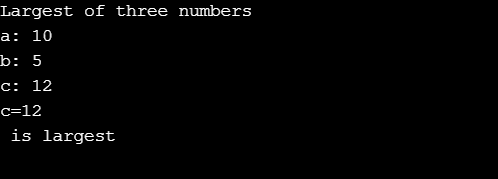 Largest of three numbers
a: 10
b: 5
c: 12
c=12
 is largest